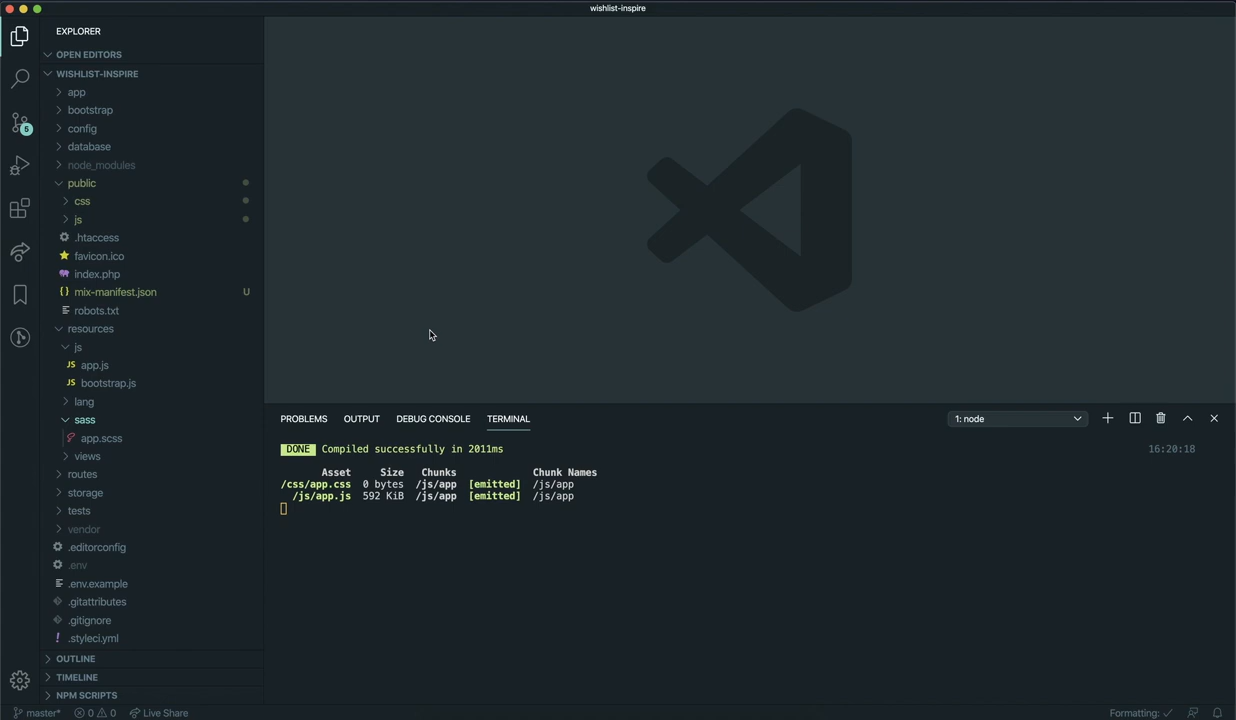 wishlist-inspire
EXPLORER
OPEN EDITORS
WISHLIST-INSPIRE
app
bootstrap
config
5
database
node_modules
public
css
js
.htaccess
favicon.ico
index.php
mix-manifest.json U
robots.txt
resources
js
JS app.js
JS bootstrap.js
lang
sass
app.scss
views
routes
storage
tests
vendor
.editorconfig
.env
.env.example
.gitattributes
.gitignore
! .styleci.yml
OUTLINE
TIMELINE
NPM SCRIPTS
PROBLEMS OUTPUT DEBUG CONSOLE TERMINAL 1: node
DONE Compiled successfully in 2011ms 16:20:18
Asset Size Chunks Chunk Names
/css/app.css 0 bytes /js/app [emitted] /js/app
/js/app.js 592 KiB /js/app [emitted] /js/app
master* 0 0 Live Share Formatting: ✓